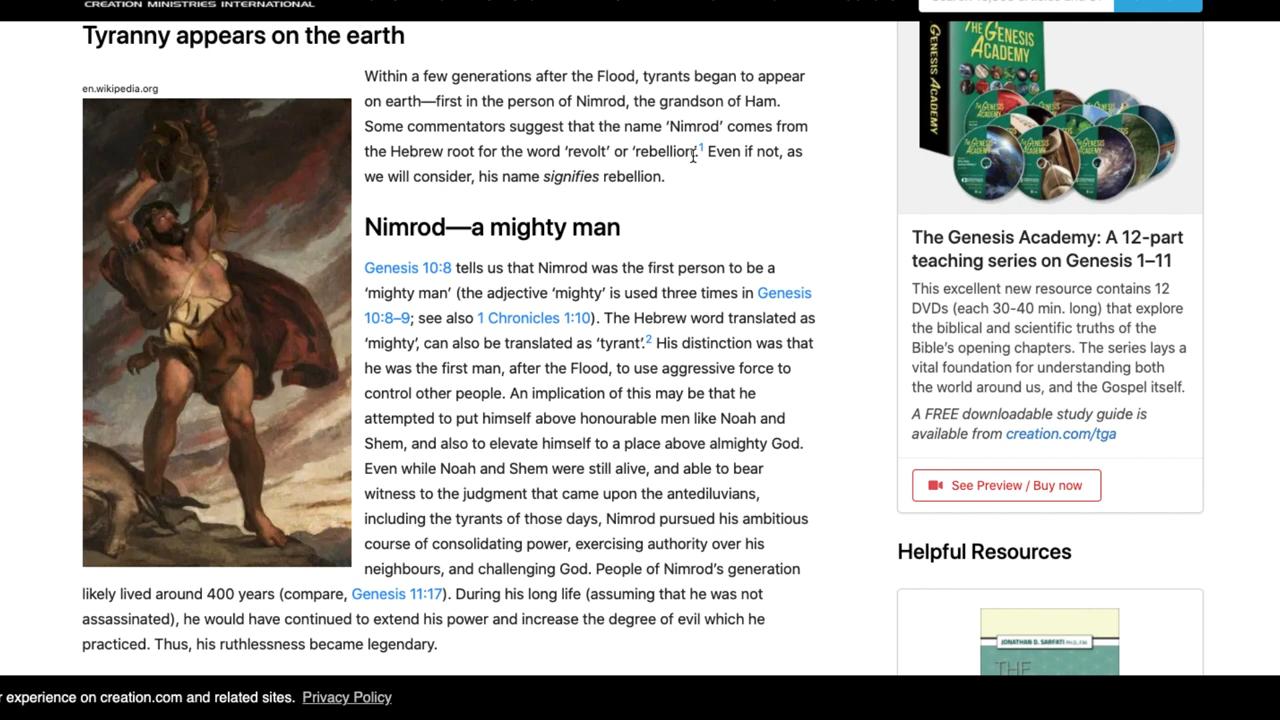 CREATION MINISTRIES INTERNATIONAL
Tyranny appears on the earth
en.wikipedia.org
Within a few generations after the Flood, tyrants began to appear
on earth—first in the person of Nimrod, the grandson of Ham.
Some commentators suggest that the name ‘Nimrod’ comes from
the Hebrew root for the word ‘revolt’ or ‘rebellion’.1 Even if not, as
we will consider, his name signifies rebellion.
Nimrod—a mighty man
Genesis 10:8 tells us that Nimrod was the first person to be a
‘mighty man’ (the adjective ‘mighty’ is used three times in Genesis
10:8–9; see also 1 Chronicles 1:10). The Hebrew word translated as
‘mighty’, can also be translated as ‘tyrant’.2 His distinction was that
he was the first man, after the Flood, to use aggressive force to
control other people. An implication of this may be that he
attempted to put himself above honourable men like Noah and
Shem, and also to elevate himself to a place above almighty God.
Even while Noah and Shem were still alive, and able to bear
witness to the judgment that came upon the antediluvians,
including the tyrants of those days, Nimrod pursued his ambitious
course of consolidating power, exercising authority over his
neighbours, and challenging God. People of Nimrod’s generation
likely lived around 400 years (compare, Genesis 11:17). During his long life (assuming that he was not
assassinated), he would have continued to extend his power and increase the degree of evil which he
practiced. Thus, his ruthlessness became legendary.
THE GENESIS
ACADEMY
GENESIS ACADEMY
The Genesis Academy: A 12-part
teaching series on Genesis 1–11
This excellent new resource contains 12
DVDs (each 30-40 min. long) that explore
the biblical and scientific truths of the
Bible’s opening chapters. The series lays a
vital foundation for understanding both
the world around us, and the Gospel itself.
A FREE downloadable study guide is
available from creation.com/tga
See Preview / Buy now
Helpful Resources
JONATHAN D. SARFATI
THE
r experience on creation.com and related sites. Privacy Policy